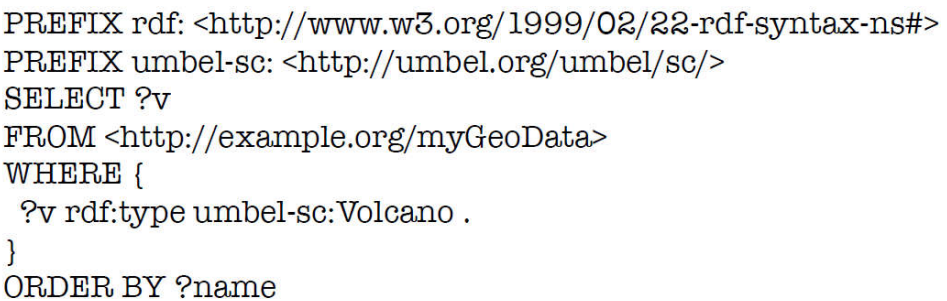 PREFIX rdf: <http://www.w3.org/1999/02/22-rdf-syntax-ns#>
PREFIX umbel-sc: <http://umbel.org/umbel/sc/>
SELECT ?v
FROM <http://example.org/myGeoData>
WHERE {
?v rdf:type umbel-sc:Volcano .
}
ORDER BY ?name